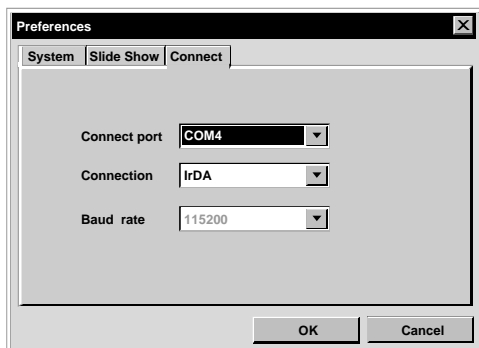 Preferences
System Slide Show Connect
Connect port COM4
Connection IrDA
Baud rate 115200
OK Cancel